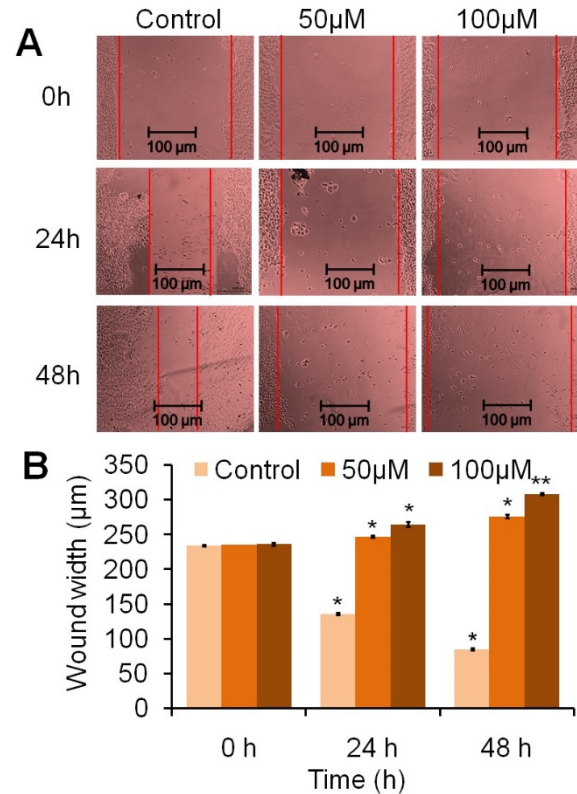 A
Control 50µM 100µM
0h
100 µm 100 µm 100 µm
24h
100 µm 100 µm 100 µm
48h
100 µm 100 µm 100 µm
B
350
Control 50µM 100µM
300
250
200
150
100
50
0
Wound width (µm)
* * *
* * **
0 h 24 h 48 h
Time (h)